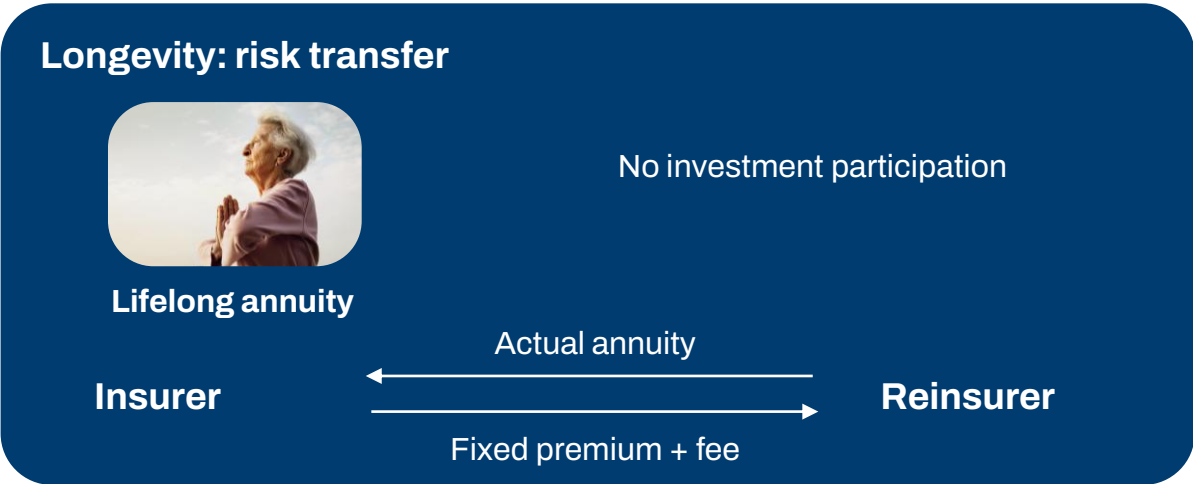 Longevity: risk transfer
No investment participation
Lifelong annuity
Actual annuity
Insurer
Reinsurer
Fixed premium + fee